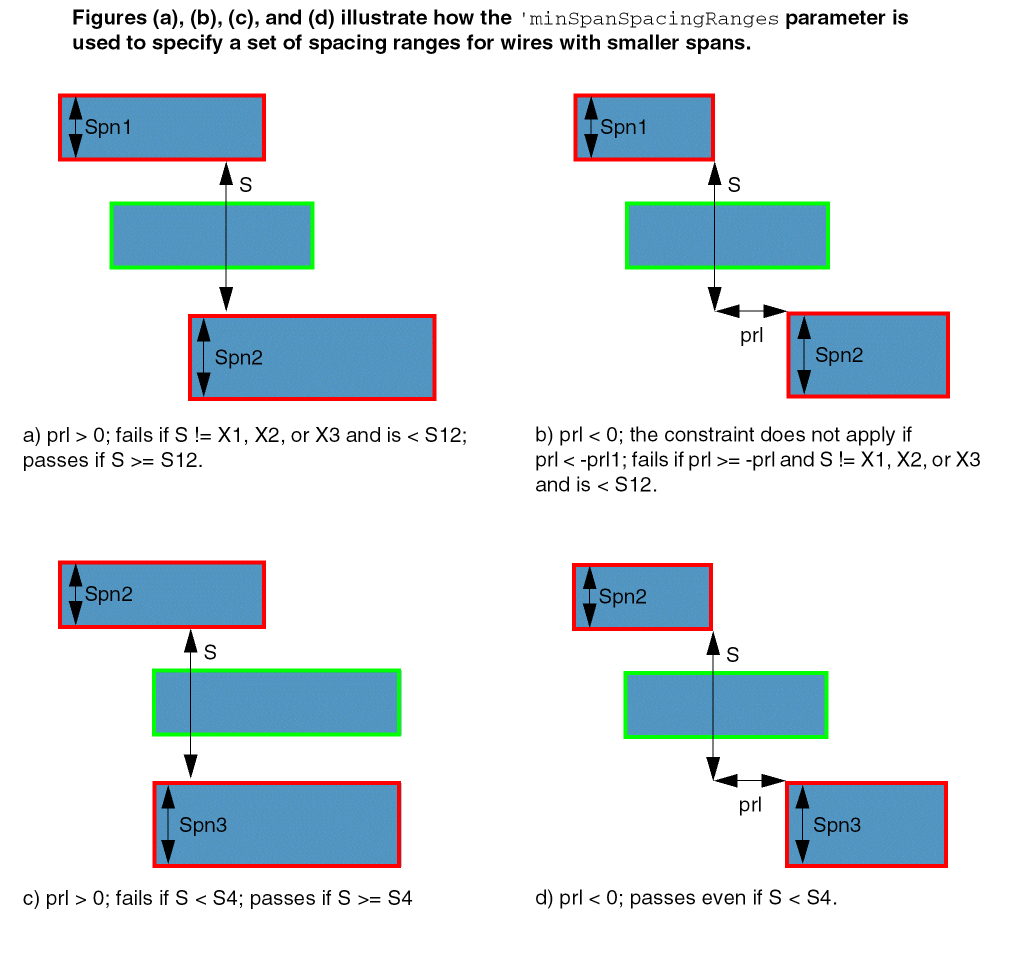 Figures (a), (b), (c), and (d) illustrate how the 'minSpanSpacingRanges parameter is
used to specify a set of spacing ranges for wires with smaller spans.
Spn1
S
Spn2
a) prl > 0; fails if S != X1, X2, or X3 and is < S12;
passes if S >= S12.
Spn1
S
prl
Spn2
b) prl < 0; the constraint does not apply if
prl < -prl1; fails if prl >= -prl and S != X1, X2, or X3
and is < S12.
Spn2
S
Spn3
c) prl > 0; fails if S < S4; passes if S >= S4
Spn2
S
prl
Spn3
d) prl < 0; passes even if S < S4.